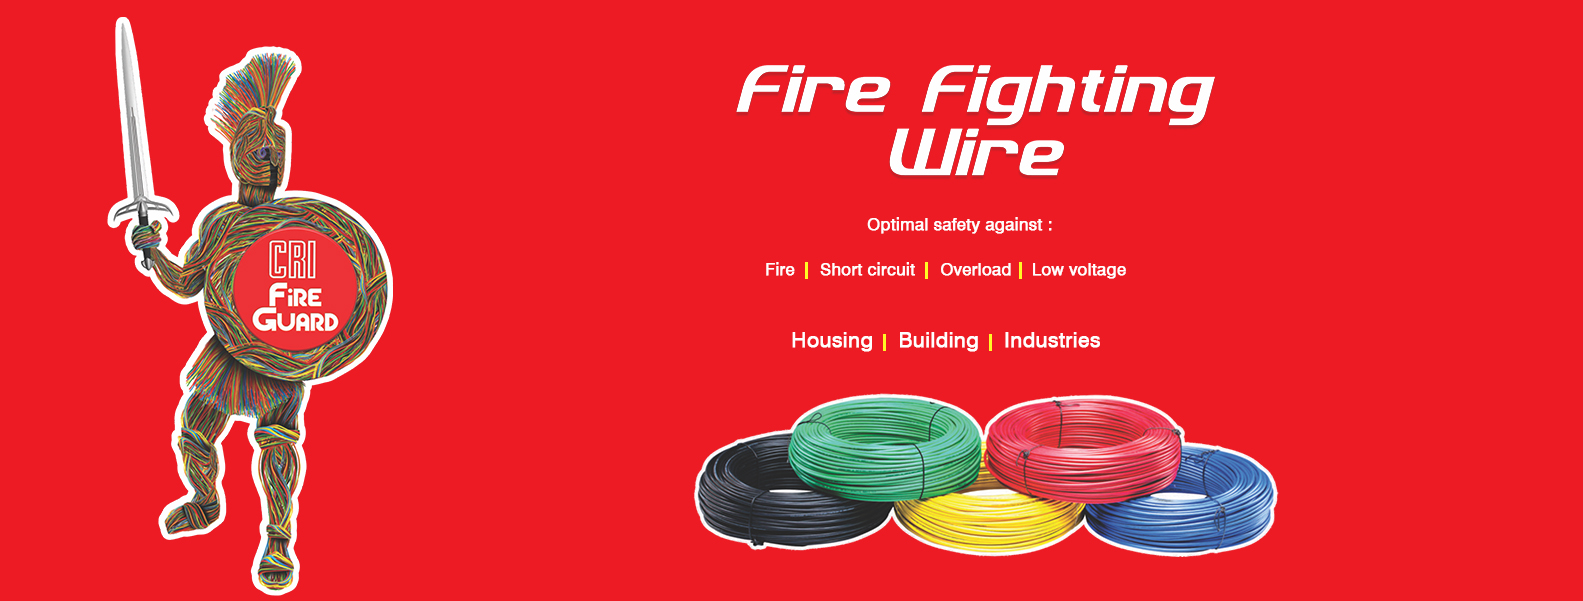 CRI
FIRE
GUARD
Fire Fighting
Wire
Optimal safety against :
Fire | Short circuit | Overload | Low voltage
Housing | Building | Industries